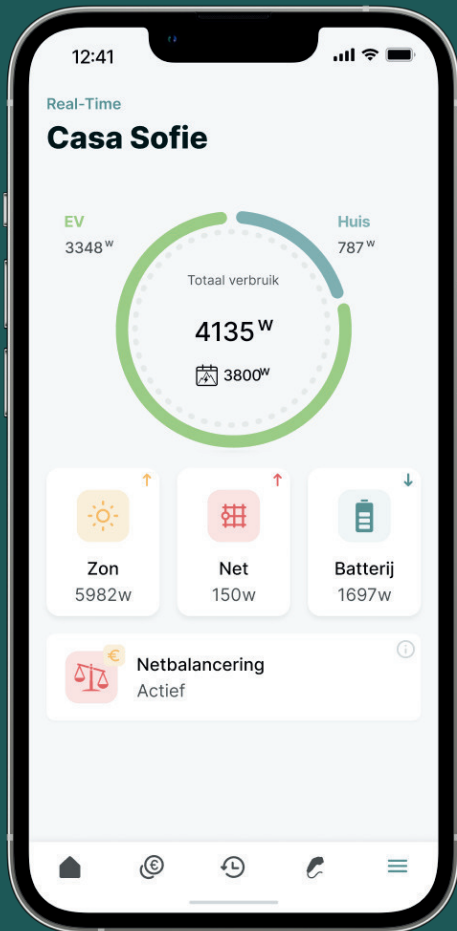 12:41
Real-Time
Casa Sofie
EV
3348 W
Huis
787 W
Totaal verbruik
4135 W
3800W
Zon
5982w
Net
150w
Batterij
1697w
€
Netbalancering
Actief
€